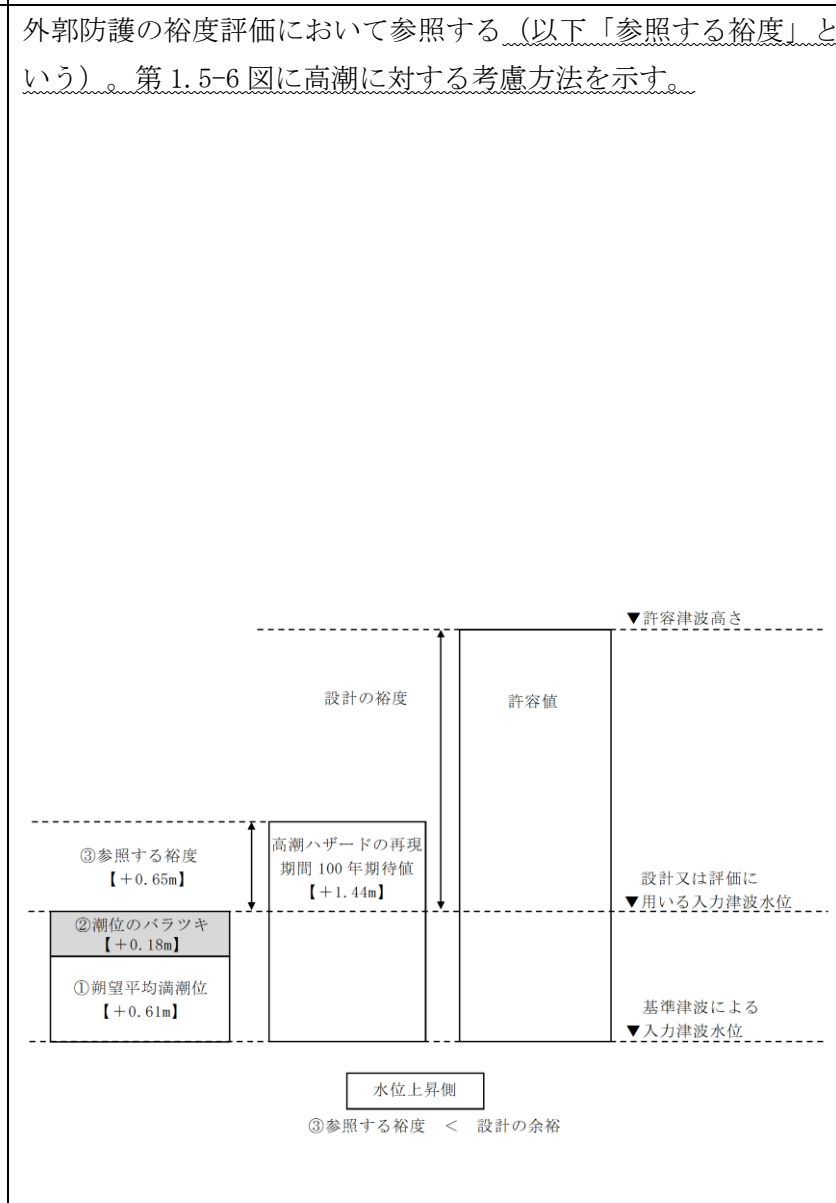 外郭防護の裕度評価において参照する（以下「参照する裕度」と
いう）。第1.5-6図に高潮に対する考慮方法を示す。
▼許容津波高さ
設計の裕度
許容値
③参照する裕度
【＋0.65m】
高潮ハザードの再現
期間100年期待値
【＋1.44m】
設計又は評価に
▼用いる入力津波水位
②潮位のバラツキ
【＋0.18m】
①朔望平均満潮位
【＋0.61m】
基準津波による
▼入力津波水位
水位上昇側
③参照する裕度 ＜ 設計の余裕